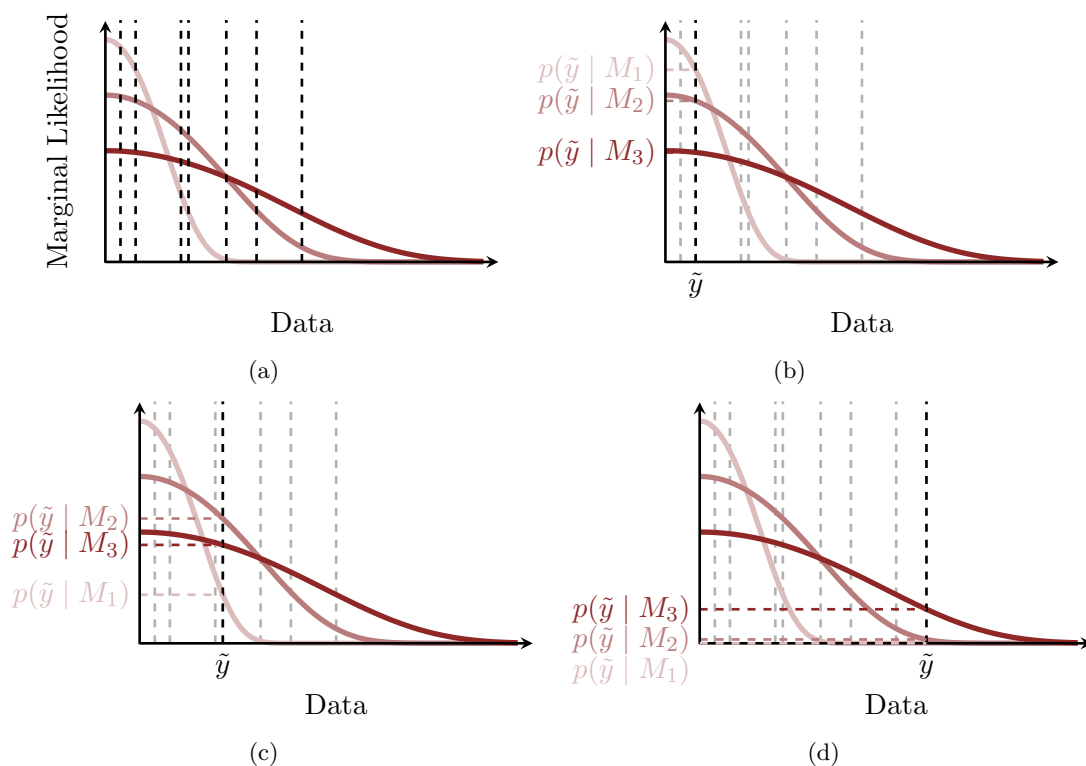 Marginal Likelihood
Data
(a)
p(ỹ | M₁)
p(ỹ | M₂)
p(ỹ | M₃)
ỹ
Data
(b)
p(ỹ | M₂)
p(ỹ | M₃)
p(ỹ | M₁)
ỹ
Data
(c)
p(ỹ | M₃)
p(ỹ | M₂)
p(ỹ | M₁)
ỹ
Data
(d)